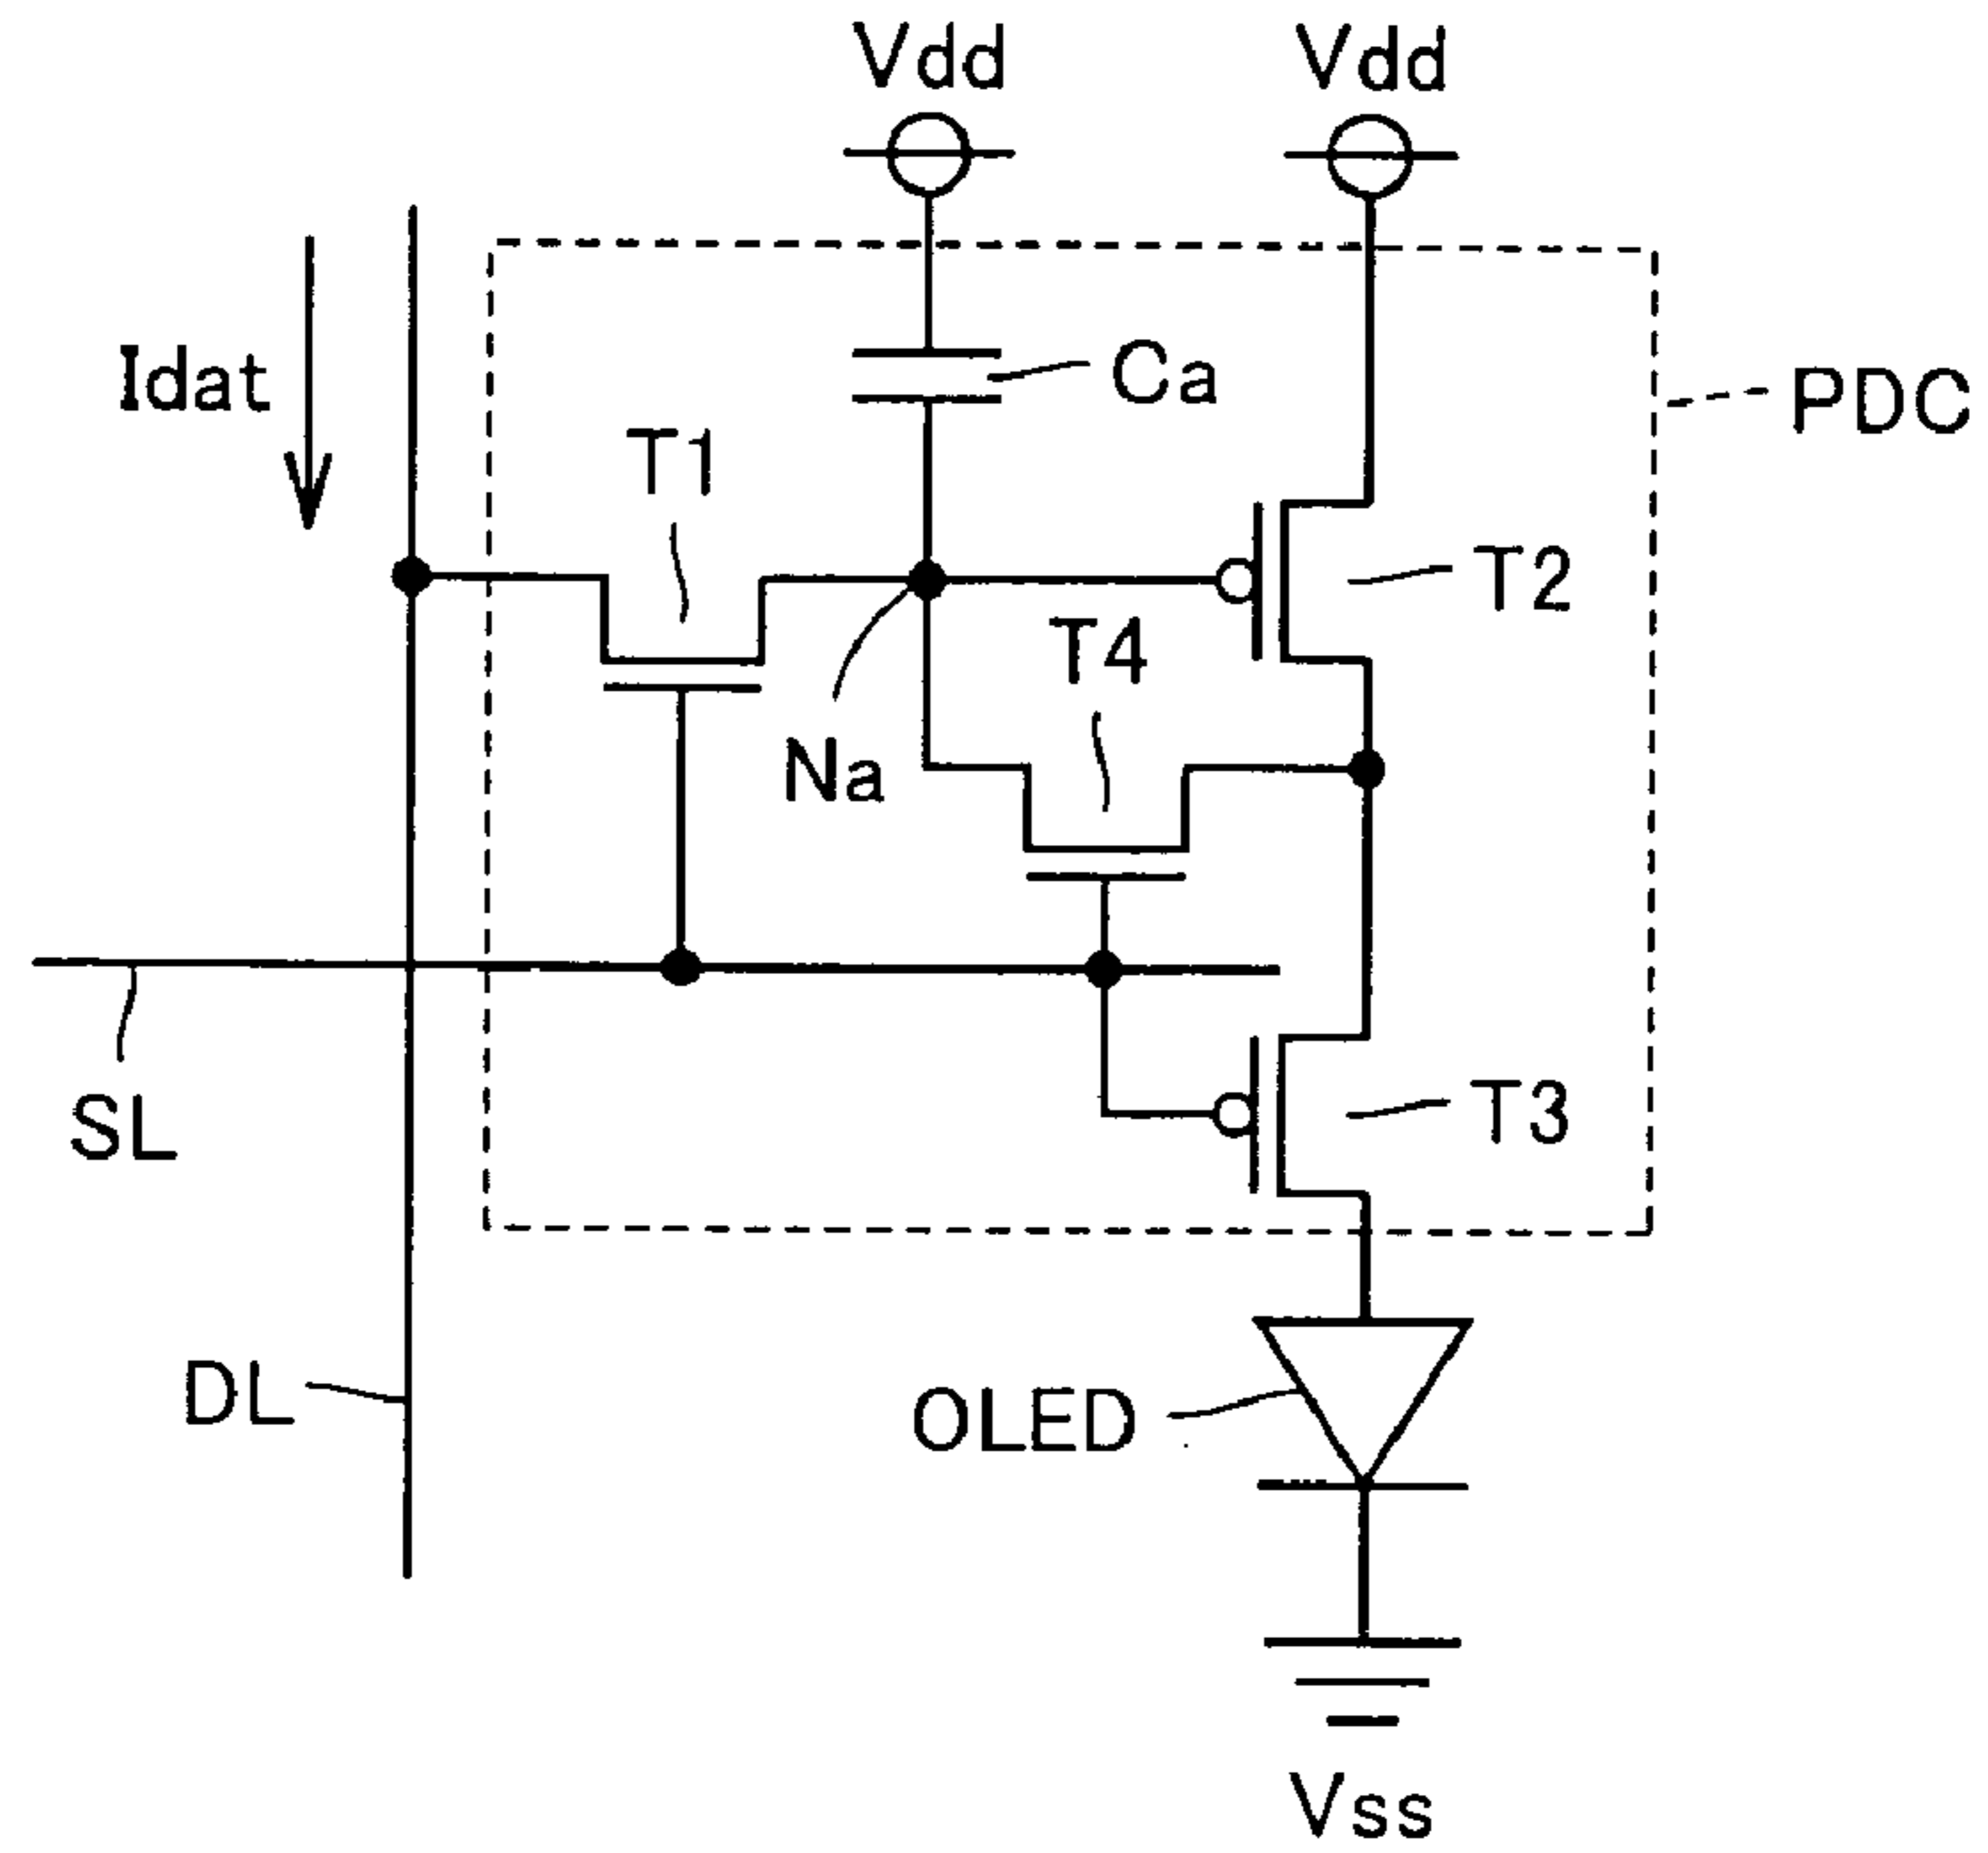 Vdd Vdd
Idat
Ca
PDC
T1
T2
T4
Na
SL
T3
DL
OLED
Vss